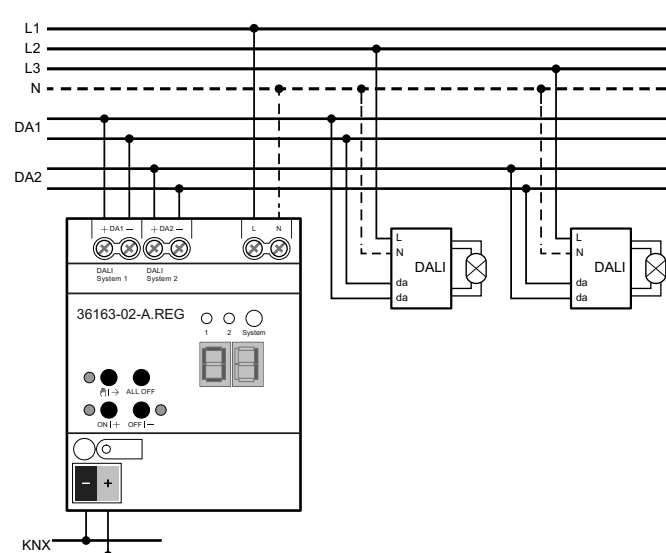 L1
L2
L3
N
DA1
DA2
+ DA1 − + DA2 − L N
DALI DALI
System 1 System 2
L
N
DALI
da
da
L
N
DALI
da
da
36163-02-A.REG
1 2 System
ALL OFF
ON | + OFF | −
− +
KNX